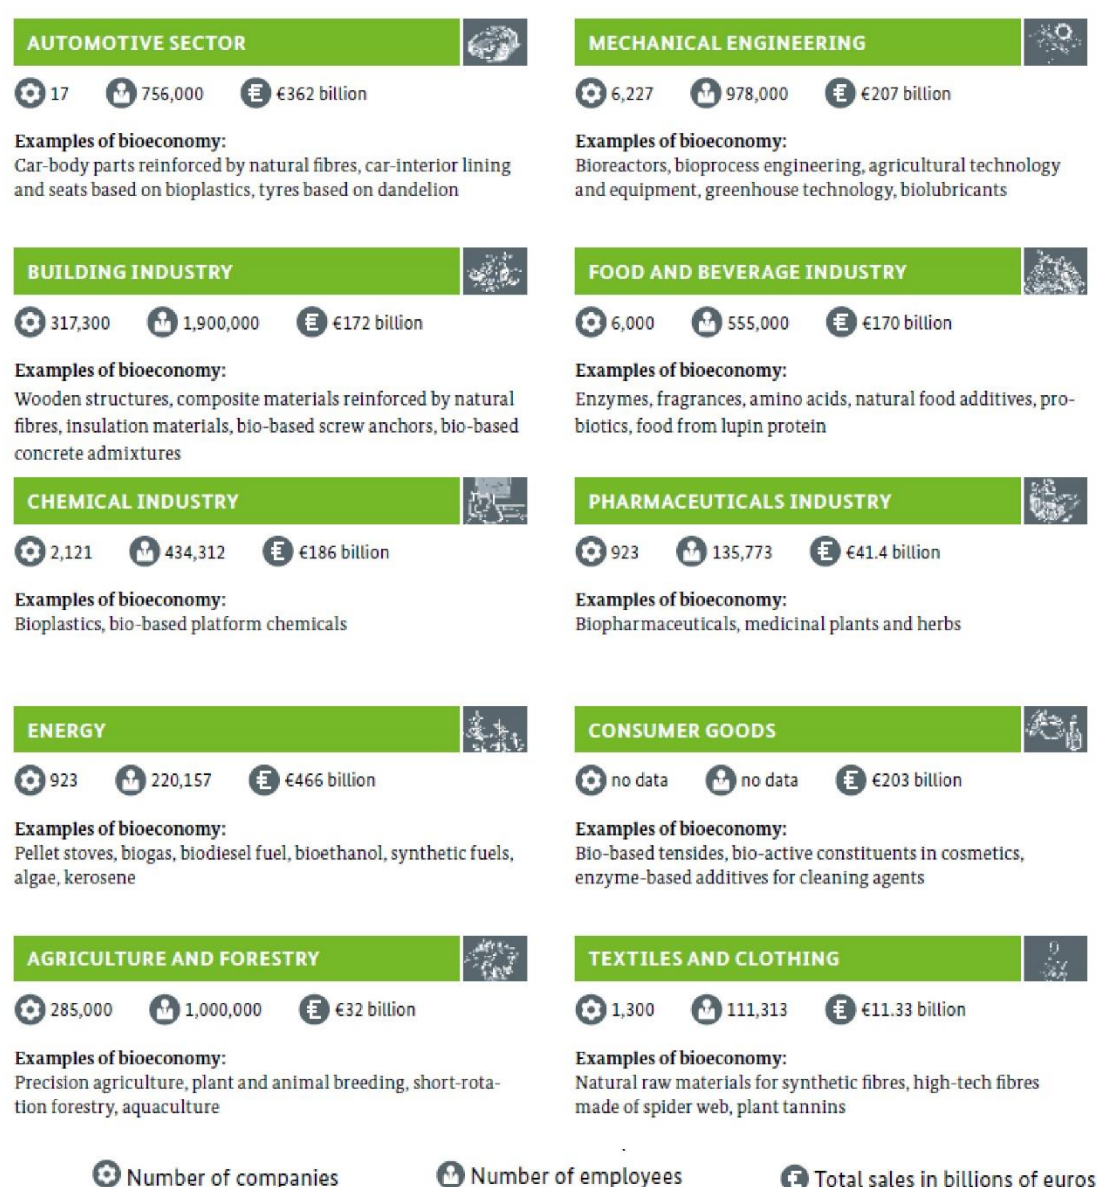 AUTOMOTIVE SECTOR
17 756,000 €362 billion
Examples of bioeconomy:
Car-body parts reinforced by natural fibres, car-interior lining
and seats based on bioplastics, tyres based on dandelion
MECHANICAL ENGINEERING
6,227 978,000 €207 billion
Examples of bioeconomy:
Bioreactors, bioprocess engineering, agricultural technology
and equipment, greenhouse technology, biolubricants
BUILDING INDUSTRY
317,300 1,900,000 €172 billion
Examples of bioeconomy:
Wooden structures, composite materials reinforced by natural
fibres, insulation materials, bio-based screw anchors, bio-based
concrete admixtures
FOOD AND BEVERAGE INDUSTRY
6,000 555,000 €170 billion
Examples of bioeconomy:
Enzymes, fragrances, amino acids, natural food additives, pro-
biotics, food from lupin protein
CHEMICAL INDUSTRY
2,121 434,312 €186 billion
Examples of bioeconomy:
Bioplastics, bio-based platform chemicals
PHARMACEUTICALS INDUSTRY
923 135,773 €41.4 billion
Examples of bioeconomy:
Biopharmaceuticals, medicinal plants and herbs
ENERGY
923 220,157 €466 billion
Examples of bioeconomy:
Pellet stoves, biogas, biodiesel fuel, bioethanol, synthetic fuels,
algae, kerosene
CONSUMER GOODS
no data no data €203 billion
Examples of bioeconomy:
Bio-based tensides, bio-active constituents in cosmetics,
enzyme-based additives for cleaning agents
AGRICULTURE AND FORESTRY
285,000 1,000,000 €32 billion
Examples of bioeconomy:
Precision agriculture, plant and animal breeding, short-rota-
tion forestry, aquaculture
TEXTILES AND CLOTHING
1,300 111,313 €11.33 billion
Examples of bioeconomy:
Natural raw materials for synthetic fibres, high-tech fibres
made of spider web, plant tannins
Number of companies Number of employees Total sales in billions of euros